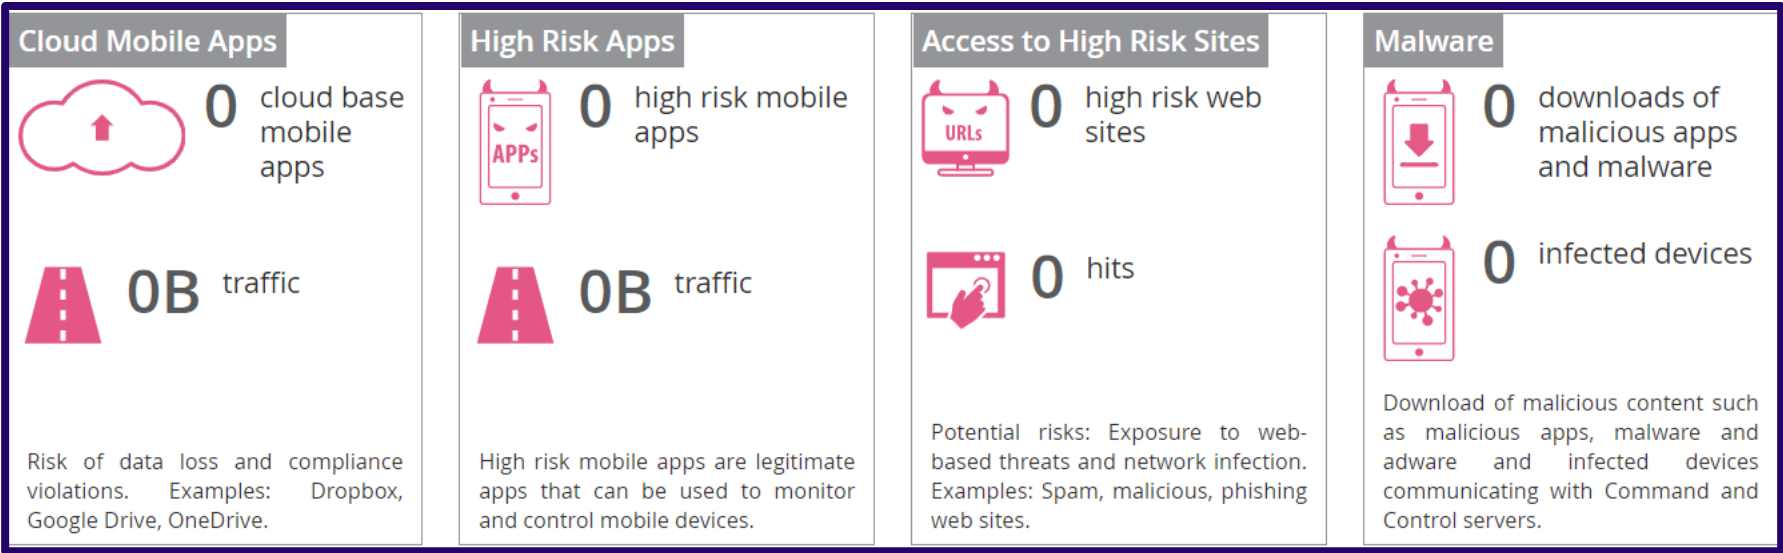 Cloud Mobile Apps
0 cloud base
mobile
apps
0B traffic
Risk of data loss and compliance
violations. Examples: Dropbox,
Google Drive, OneDrive.
High Risk Apps
APPs
0 high risk mobile
apps
0B traffic
High risk mobile apps are legitimate
apps that can be used to monitor
and control mobile devices.
Access to High Risk Sites
URLs
0 high risk web
sites
0 hits
Potential risks: Exposure to web-
based threats and network infection.
Examples: Spam, malicious, phishing
web sites.
Malware
0 downloads of
malicious apps
and malware
0 infected devices
Download of malicious content such
as malicious apps, malware and
adware and infected devices
communicating with Command and
Control servers.